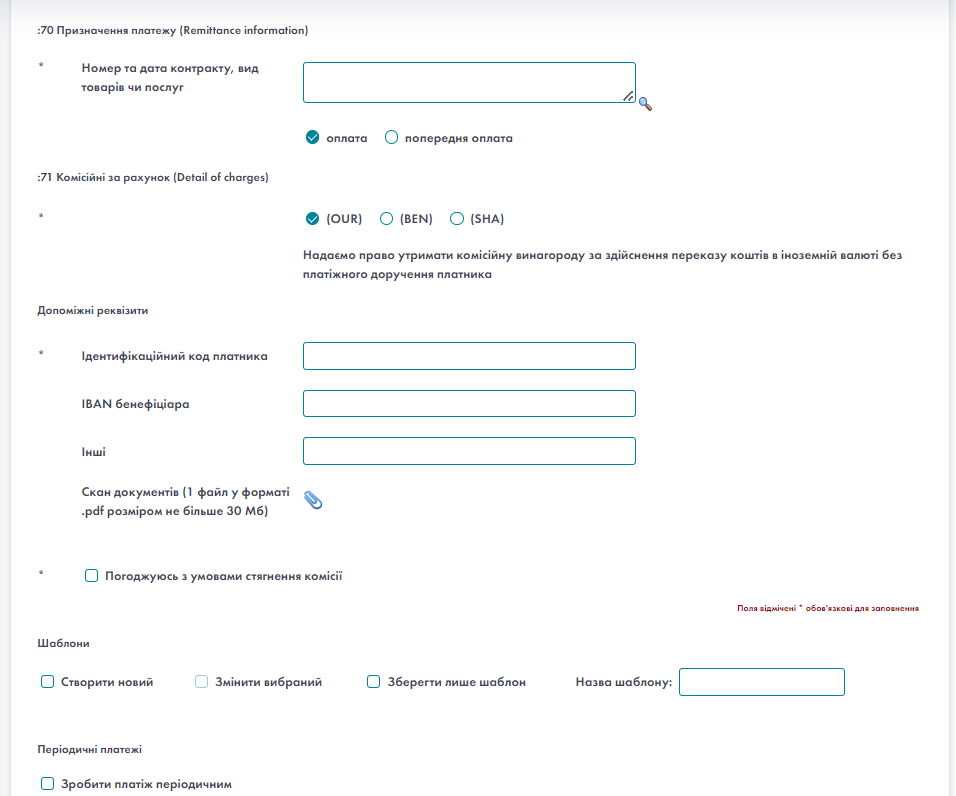 :70 Призначення платежу (Remittance information)
* Номер та дата контракту, вид
товарів чи послуг
оплата попередня оплата
:71 Комісійні за рахунок (Detail of charges)
* (OUR) (BEN) (SHA)
Надаємо право утримати комісійну винагороду за здійснення переказу коштів в іноземній валюті без
платіжного доручення платника
Допоміжні реквізити
* Ідентифікаційний код платника
IBAN бенефіціара
Інші
Скан документів (1 файл у форматі
.pdf розміром не більше 30 Мб)
* Погоджуюсь з умовами стягнення комісії
Поля відмічені * обов'язкові для заповнення
Шаблони
Створити новий Змінити вибраний Зберегти лише шаблон Назва шаблону:
Періодичні платежі
Зробити платіж періодичним